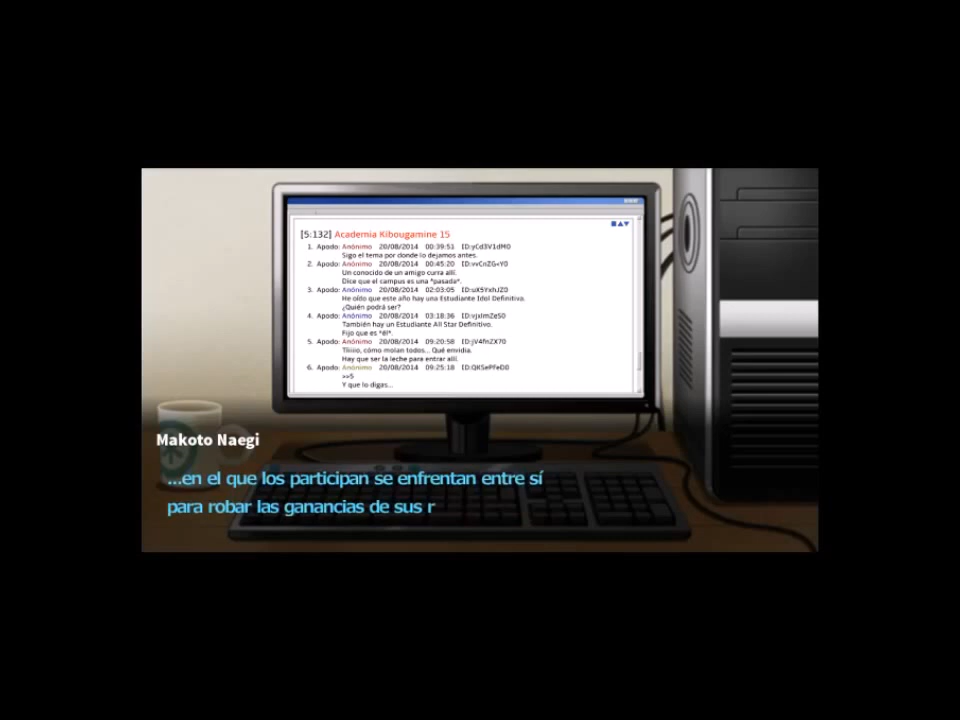 [5:132] Academia Kibougamine 15
1. Apodo: Anónimo 20/08/2014 00:39:51 ID:yCd3V1dM0
Sigo el tema por donde lo dejamos antes.
2. Apodo: Anónimo 20/08/2014 00:45:20 ID:vvCnZG<Y0
Un conocido de un amigo curra allí.
Dice que el campus es una *pasada*.
3. Apodo: Anónimo 20/08/2014 02:03:05 ID:uX5YxhJZ0
He oído que este año hay una Estudiante Idol Definitiva.
¿Quién podrá ser?
4. Apodo: Anónimo 20/08/2014 03:18:36 ID:vjxImZeS0
También hay un Estudiante All Star Definitivo.
Fijo que es *él*.
5. Apodo: Anónimo 20/08/2014 09:20:58 ID:jV4fnZX70
Tíiiio, cómo molan todos... Qué envidia.
Hay que ser la leche para entrar allí.
6. Apodo: Anónimo 20/08/2014 09:25:18 ID:QKSePFeD0
>>5
Y que lo digas...
Makoto Naegi
...en el que los participan se enfrentan entre sí
para robar las ganancias de sus r